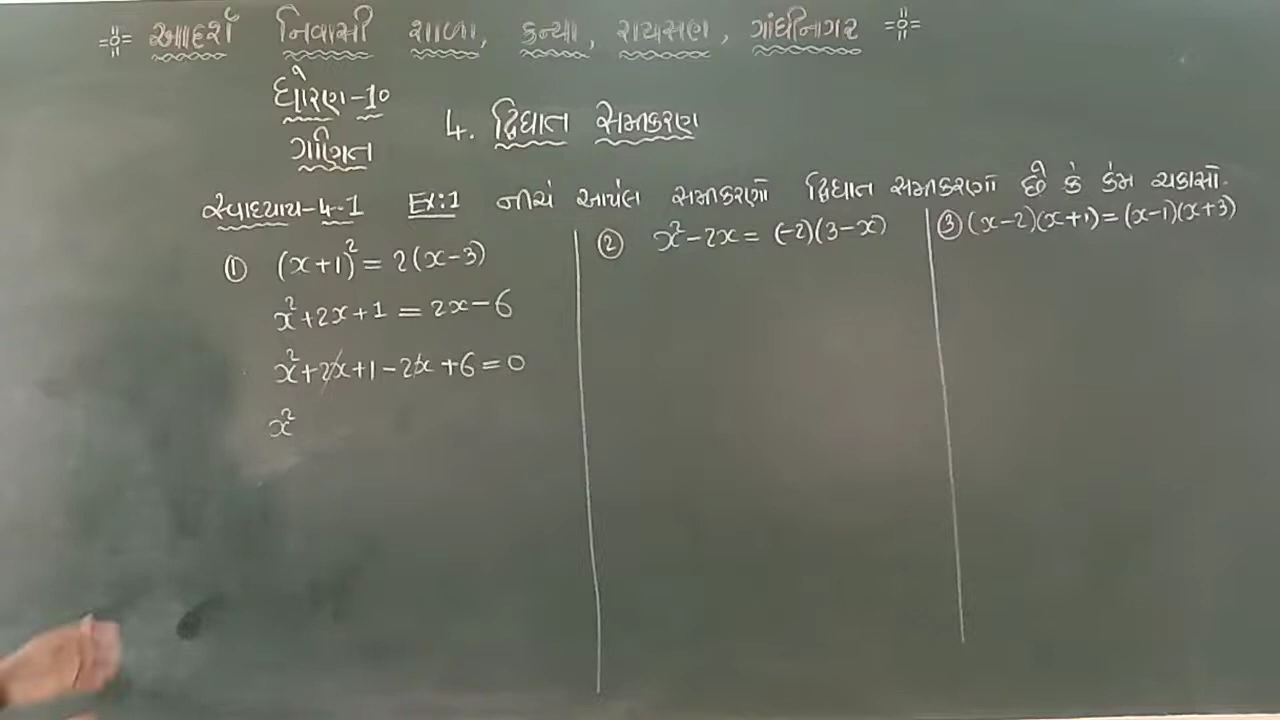 આદર્શ નિવાસી શાળા, કન્યા, રાયસણ, ગાંધીનગર
ધોરણ-10
ગણિત
4. દ્વિઘાત સમીકરણ
સ્વાધ્યાય-4.1 Ex:1 નીચે આપેલ સમીકરણો દ્વિઘાત સમીકરણો છે કે કેમ ચકાસો.
① (x+1)² = 2(x-3)
x²+2x+1 = 2x-6
x²+2x+1-2x+6=0
x²
② x²-2x = (-2)(3-x)
③ (x-2)(x+1)=(x-1)(x+3)